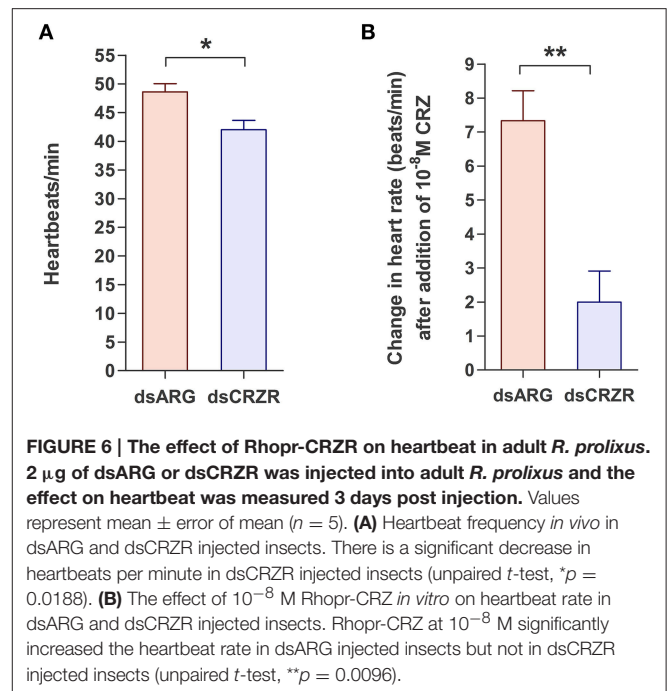 A
*
55
50
45
40
35
30
25
20
15
10
5
0
Heartbeats/min
dsARG dsCRZR
B
**
9
8
7
6
5
4
3
2
1
0
Change in heart rate (beats/min)
after addition of 10⁻⁸M CRZ
dsARG dsCRZR
FIGURE 6 | The effect of Rhopr-CRZR on heartbeat in adult R. prolixus.
2 μg of dsARG or dsCRZR was injected into adult R. prolixus and the
effect on heartbeat was measured 3 days post injection. Values
represent mean ± error of mean (n = 5). (A) Heartbeat frequency in vivo in
dsARG and dsCRZR injected insects. There is a significant decrease in
heartbeats per minute in dsCRZR injected insects (unpaired t-test, *p =
0.0188). (B) The effect of 10⁻⁸ M Rhopr-CRZ in vitro on heartbeat rate in
dsARG and dsCRZR injected insects. Rhopr-CRZ at 10⁻⁸ M significantly
increased the heartbeat rate in dsARG injected insects but not in dsCRZR
injected insects (unpaired t-test, **p = 0.0096).